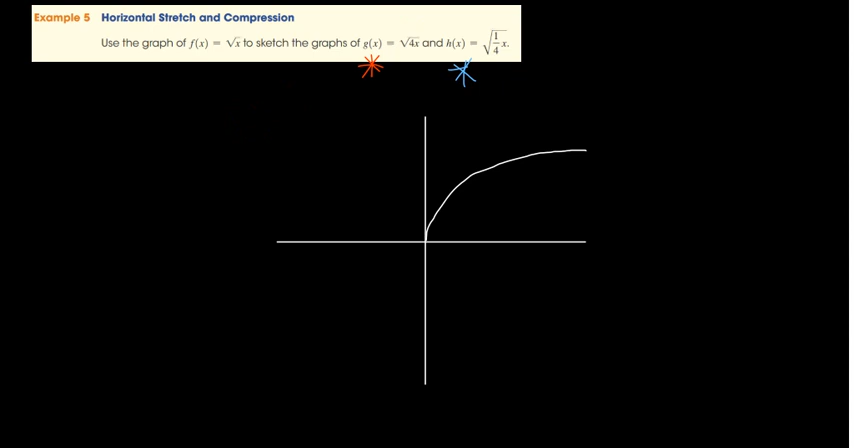 Example 5 Horizontal Stretch and Compression
Use the graph of f(x) = √x to sketch the graphs of g(x) = √4x and h(x) = √(1/4 x).